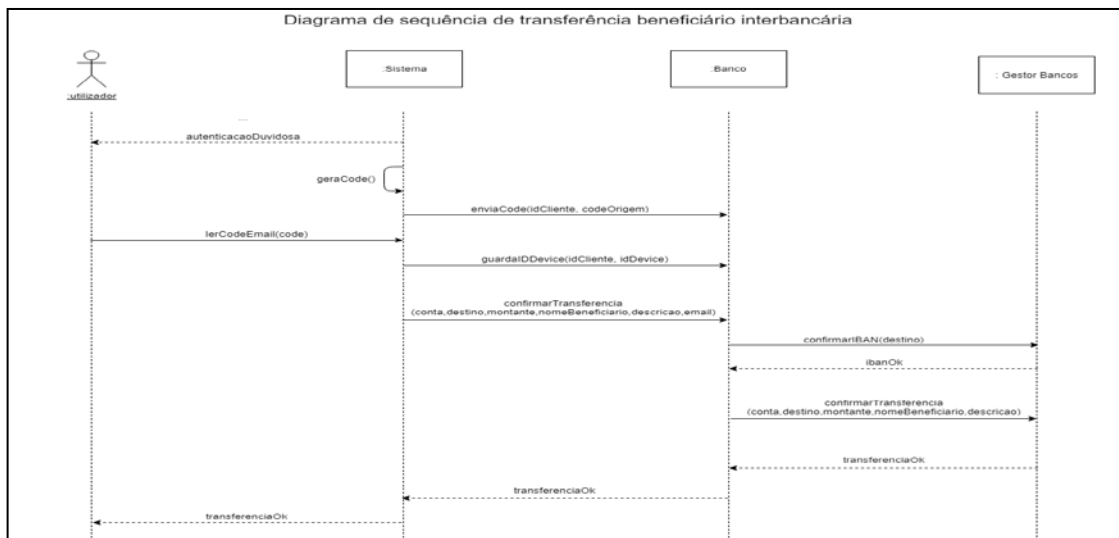 Diagrama de sequência de transferência beneficiário interbancária
:utilizador
:Sistema
:Banco
: Gestor Bancos
...
autenticacaoDuvidosa
geraCode()
enviaCode(idCliente, codeOrigem)
lerCodeEmail(code)
guardaIDDevice(idCliente, idDevice)
confirmarTransferencia
(conta,destino,montante,nomeBeneficiario,descricao,email)
confirmarIBAN(destino)
ibanOk
confirmarTransferencia
(conta,destino,montante,nomeBeneficiario,descricao)
transferenciaOk
transferenciaOk
transferenciaOk